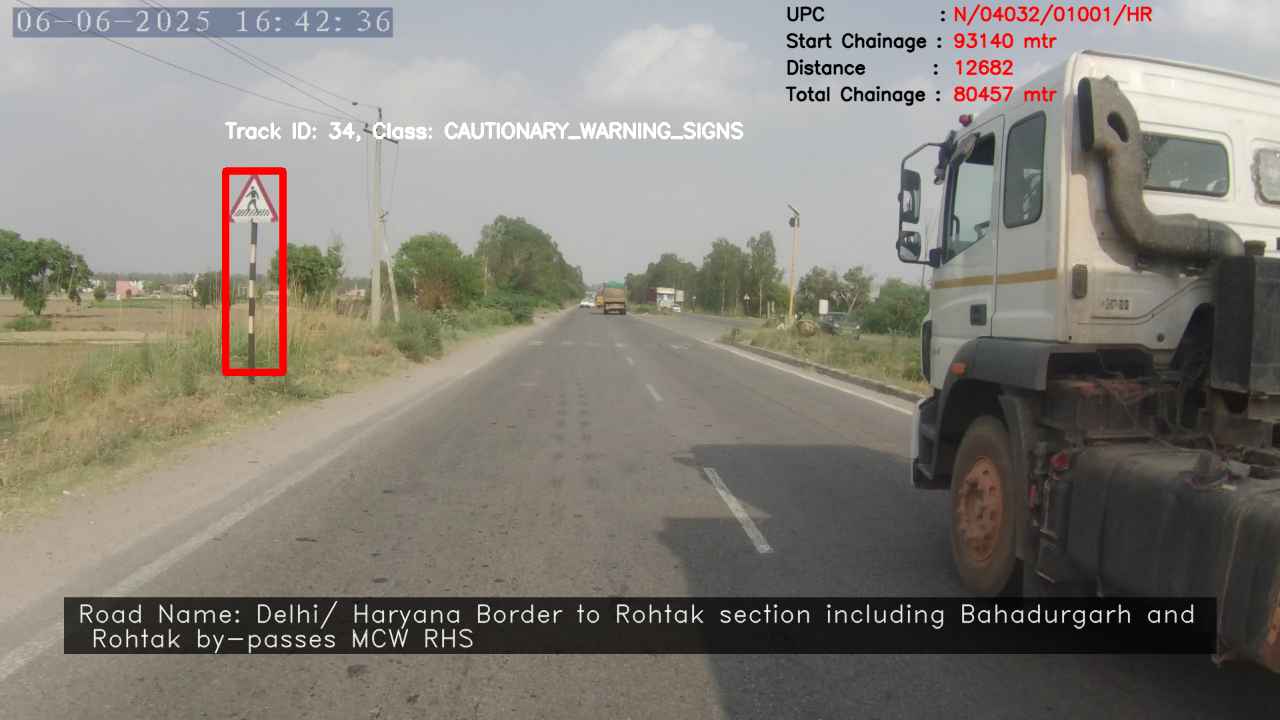 06-06-2025 16:42:36
UPC : N/04032/01001/HR
Start Chainage : 93140 mtr
Distance : 12682
Total Chainage : 80457 mtr
Track ID: 34, Class: CAUTIONARY_WARNING_SIGNS
Road Name: Delhi/ Haryana Border to Rohtak section including Bahadurgarh and
Rohtak by-passes MCW RHS